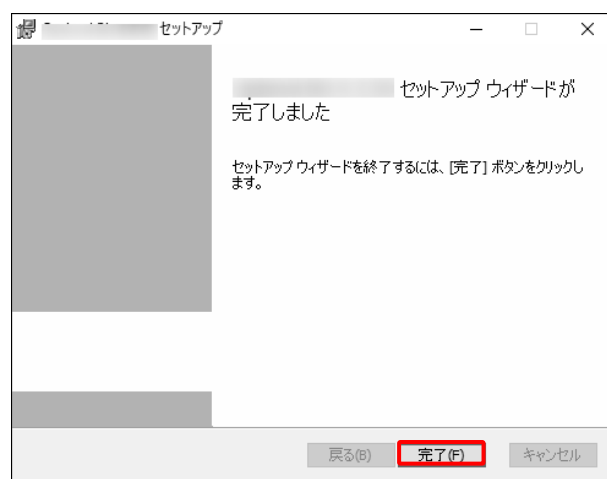 セットアップ
セットアップ ウィザードが
完了しました
セットアップ ウィザードを終了するには、[完了] ボタンをクリックし
ます。
戻る(B) 完了(F) キャンセル